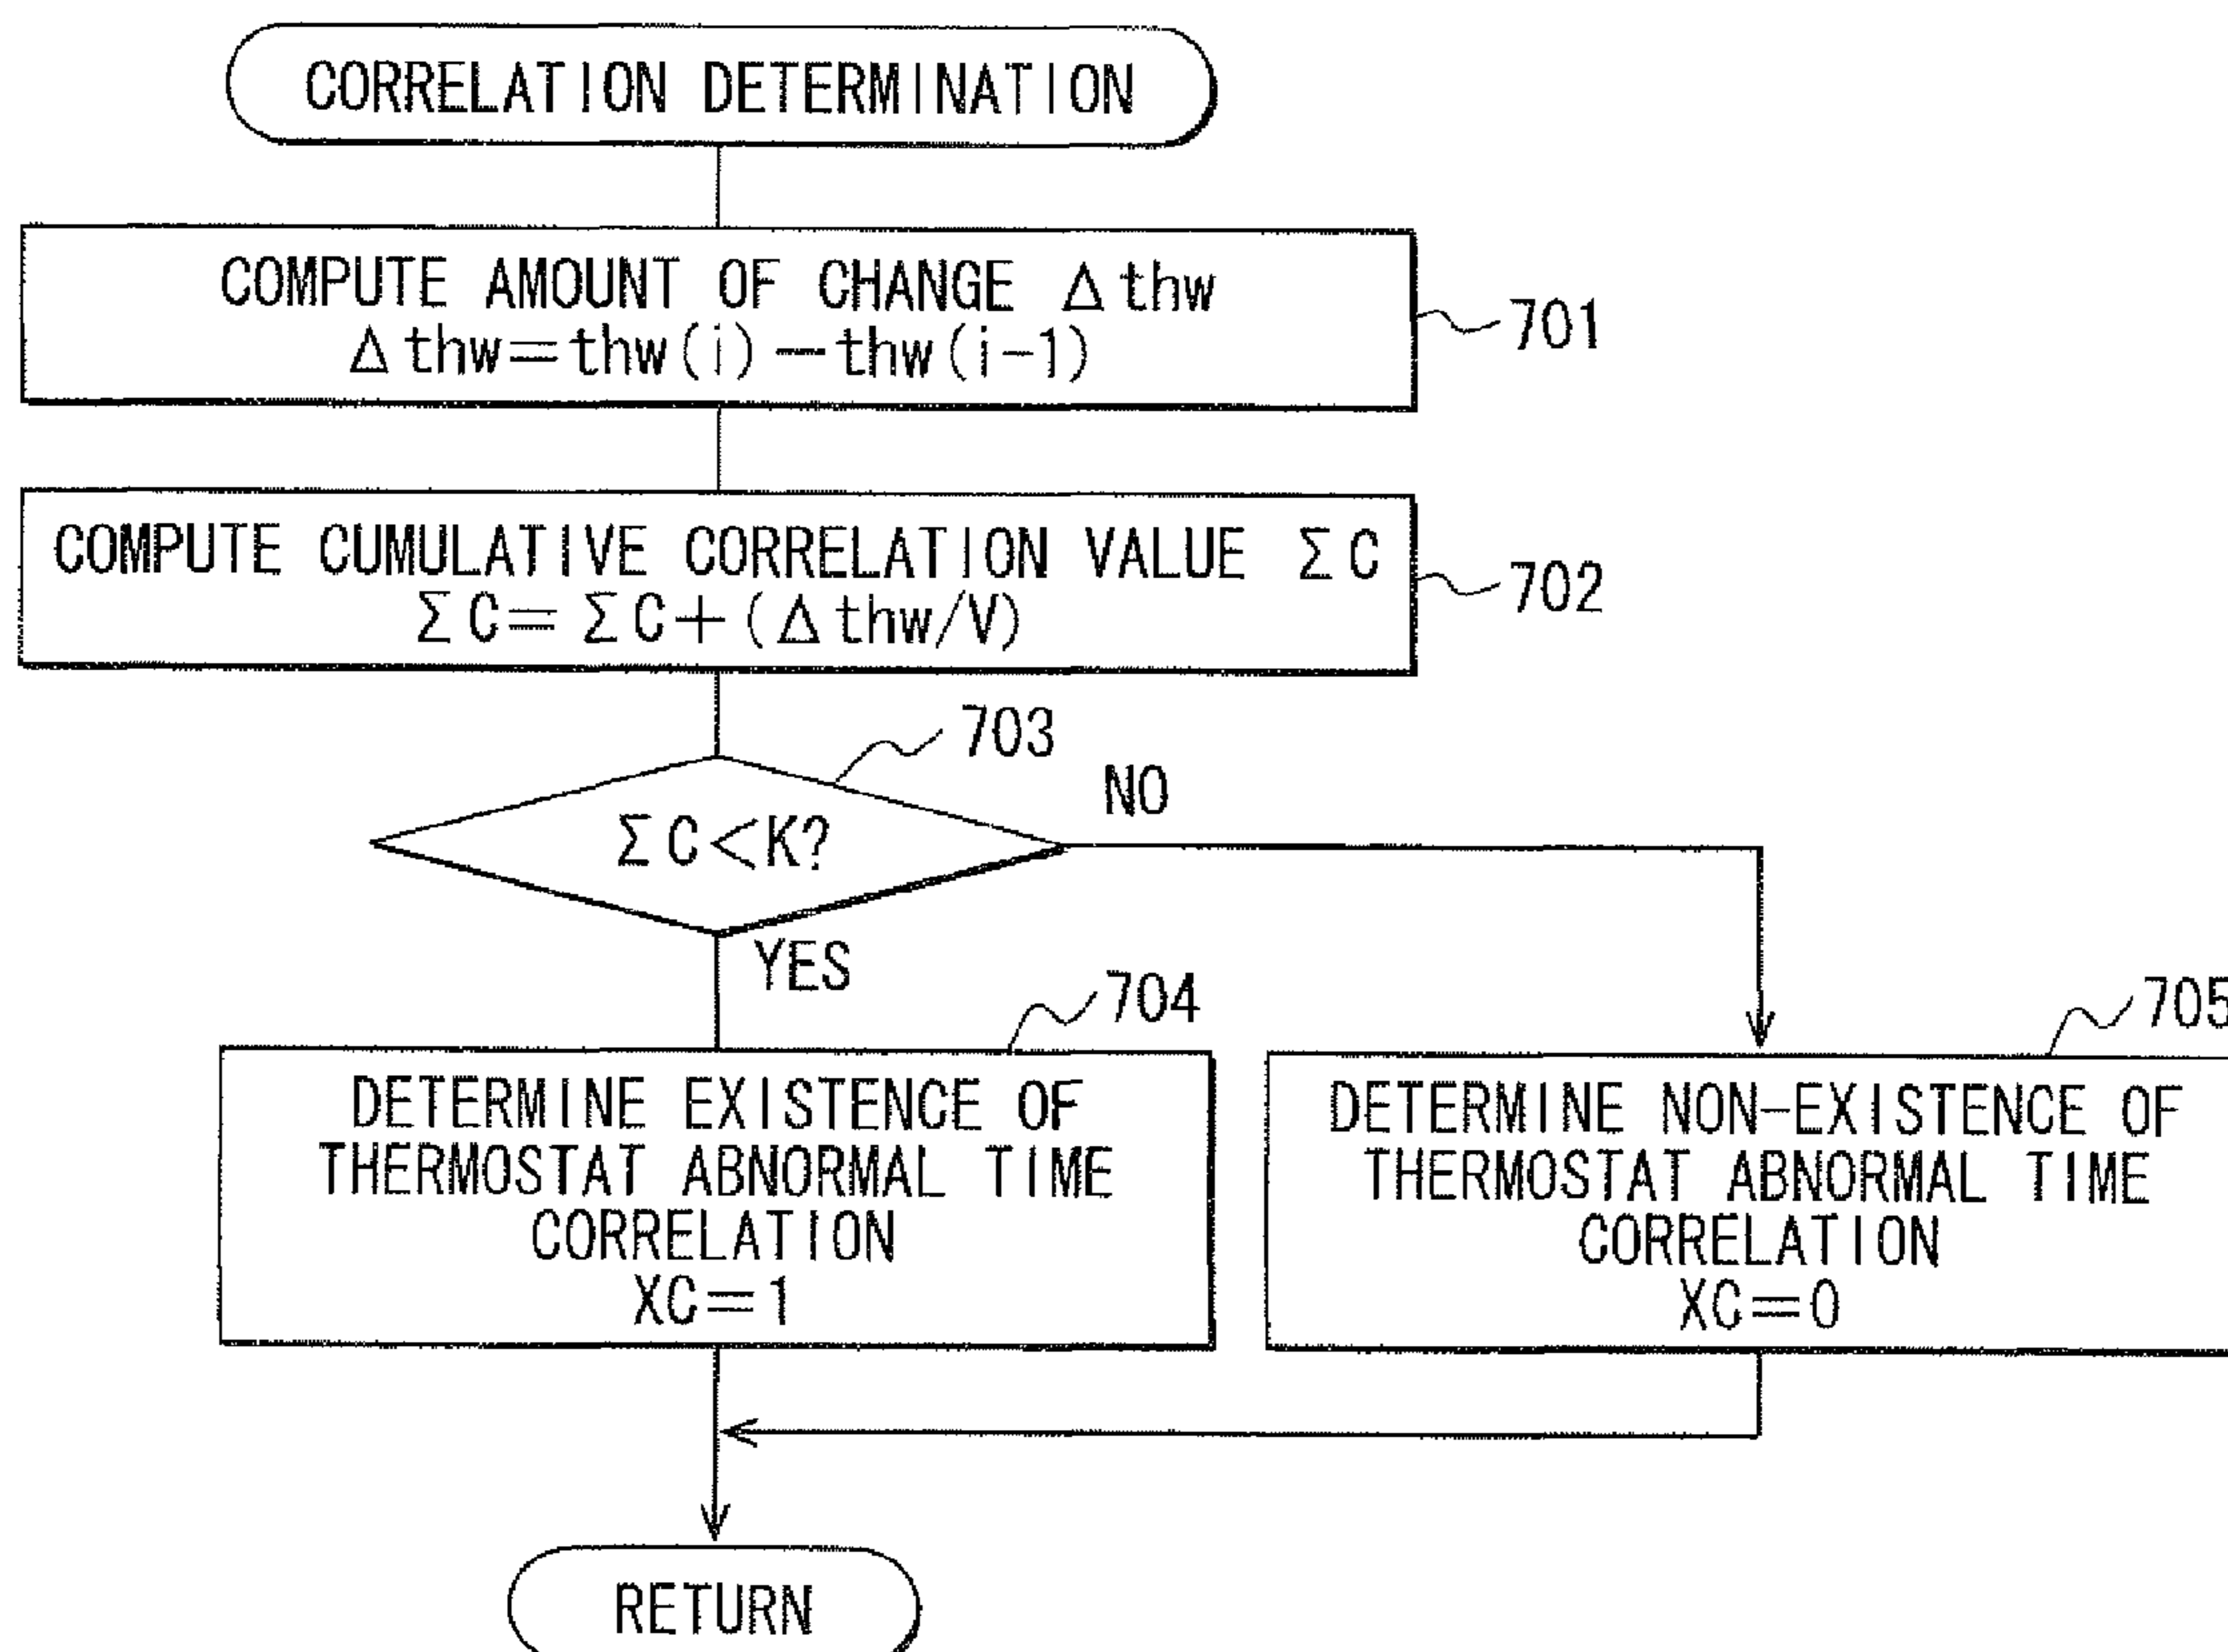 CORRELATION DETERMINATION
COMPUTE AMOUNT OF CHANGE Δthw
Δthw=thw(i)-thw(i-1)
701
COMPUTE CUMULATIVE CORRELATION VALUE ΣC
ΣC=ΣC+(Δthw/V)
702
703
ΣC<K?
NO
YES
704
DETERMINE EXISTENCE OF
THERMOSTAT ABNORMAL TIME
CORRELATION
XC=1
705
DETERMINE NON-EXISTENCE OF
THERMOSTAT ABNORMAL TIME
CORRELATION
XC=0
RETURN